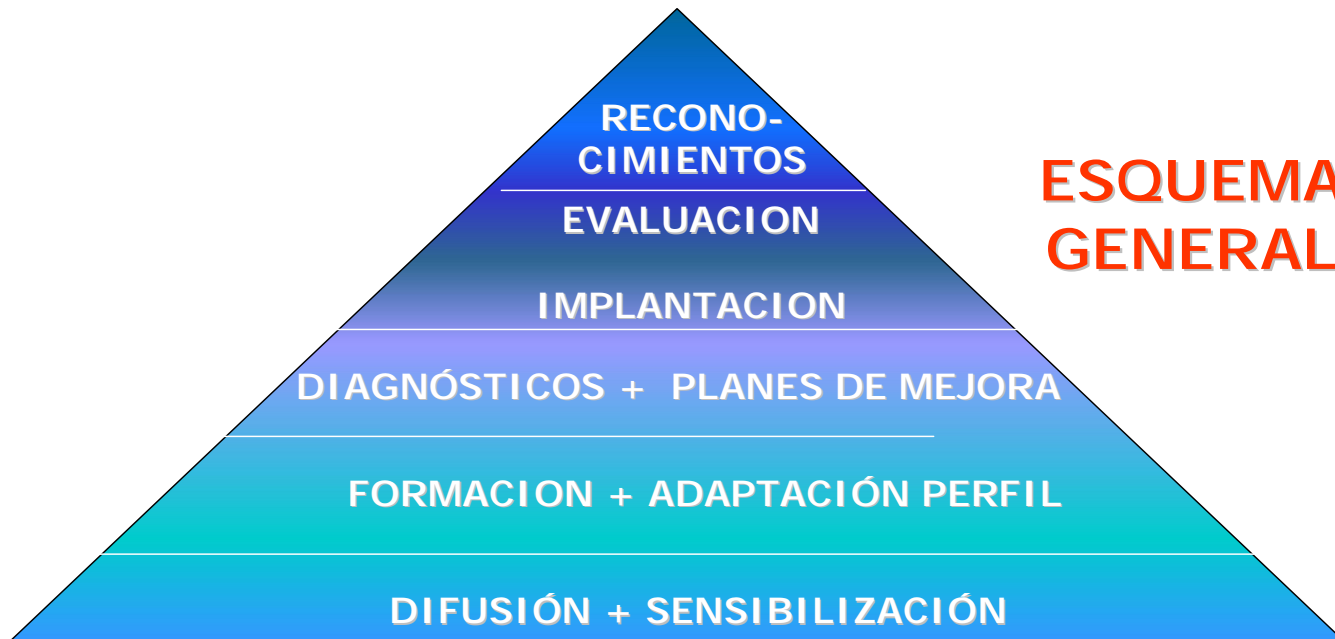 RECONO-
CIMIENTOS
ESQUEMA
GENERAL
EVALUACION
IMPLANTACION
DIAGNÓSTICOS + PLANES DE MEJORA
FORMACION + ADAPTACIÓN PERFIL
DIFUSIÓN + SENSIBILIZACIÓN